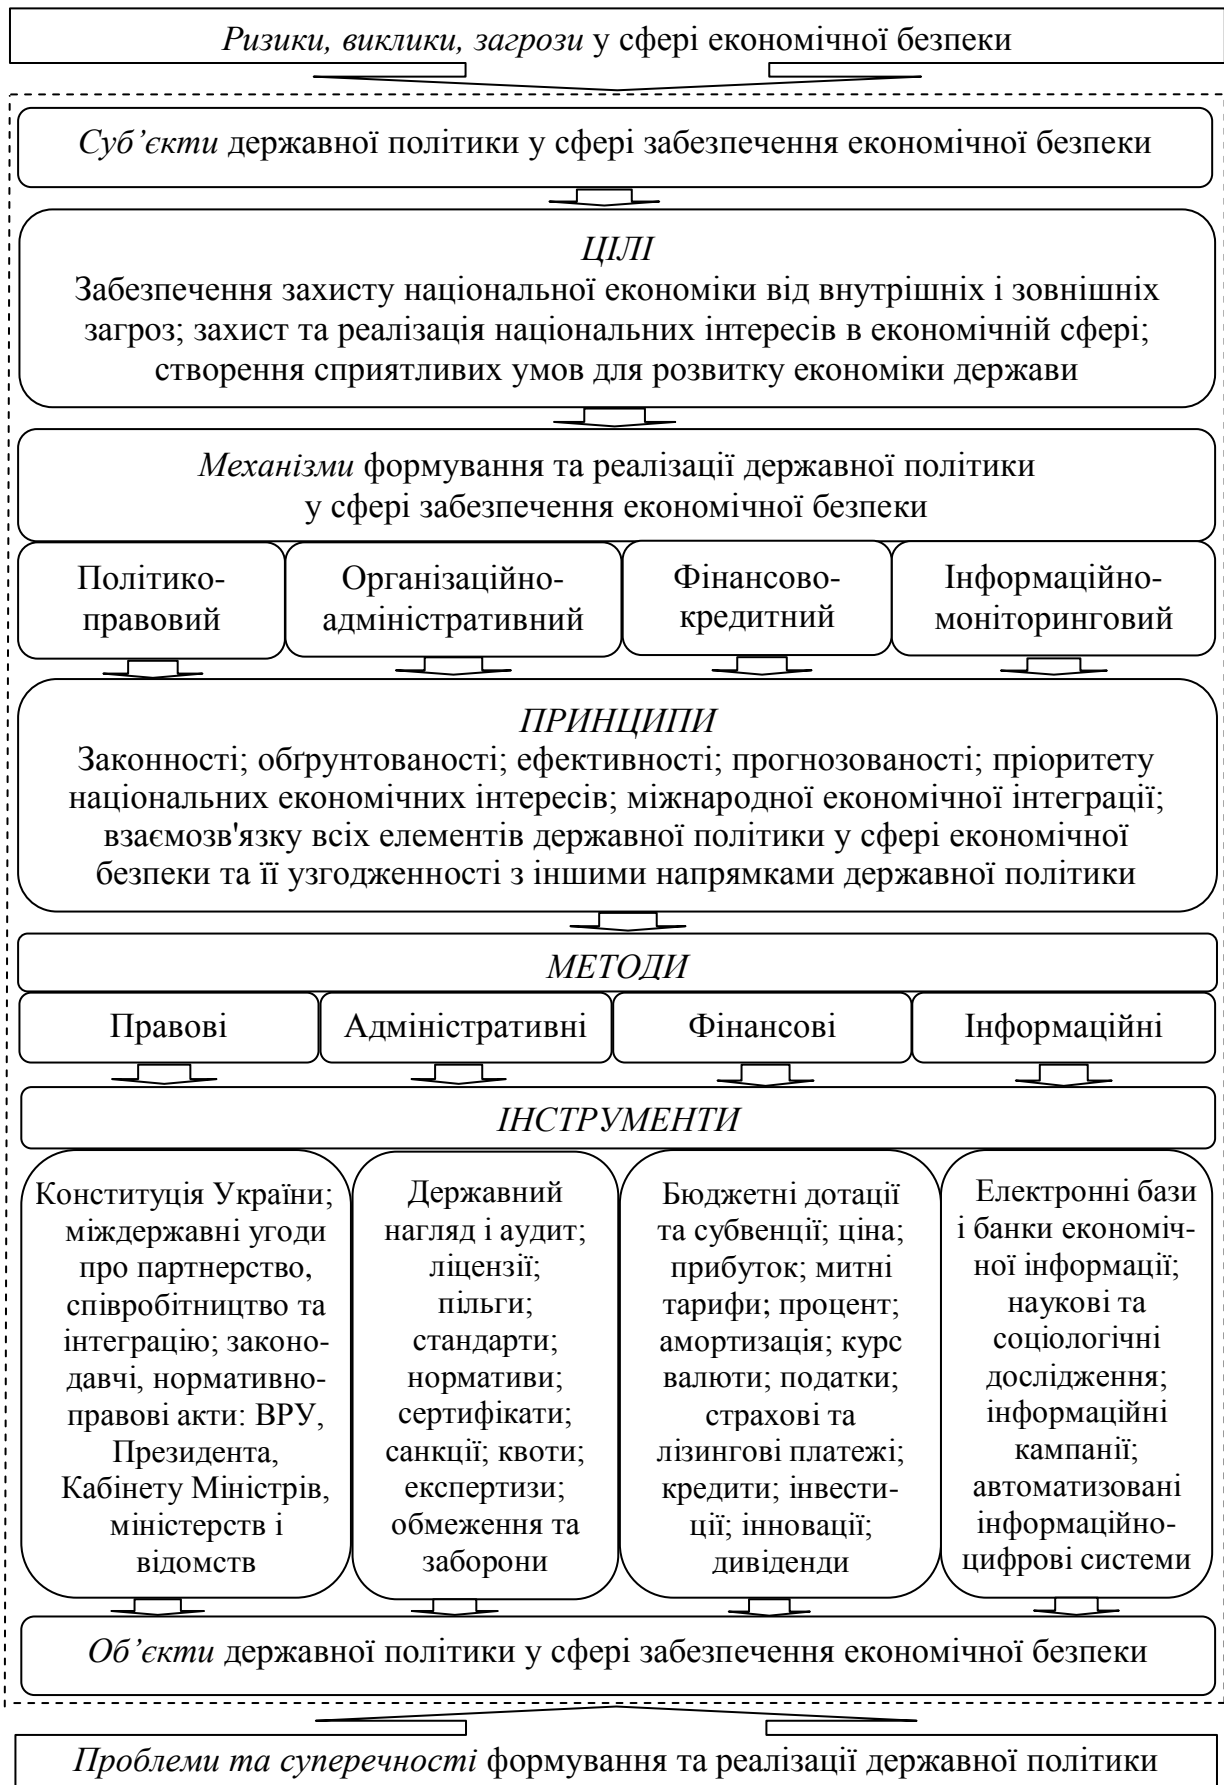 Ризики, виклики, загрози у сфері економічної безпеки
Суб’єкти державної політики у сфері забезпечення економічної безпеки
ЦІЛІ
Забезпечення захисту національної економіки від внутрішніх і зовнішніх
загроз; захист та реалізація національних інтересів в економічній сфері;
створення сприятливих умов для розвитку економіки держави
Механізми формування та реалізації державної політики
у сфері забезпечення економічної безпеки
Політико-
правовий
Організаційно-
адміністративний
Фінансово-
кредитний
Інформаційно-
моніторинговий
ПРИНЦИПИ
Законності; обґрунтованості; ефективності; прогнозованості; пріоритету
національних економічних інтересів; міжнародної економічної інтеграції;
взаємозв'язку всіх елементів державної політики у сфері економічної
безпеки та її узгодженності з іншими напрямками державної політики
МЕТОДИ
Правові
Адміністративні
Фінансові
Інформаційні
ІНСТРУМЕНТИ
Конституція України;
міждержавні угоди
про партнерство,
співробітництво та
інтеграцію; законо-
давчі, нормативно-
правові акти: ВРУ,
Президента,
Кабінету Міністрів,
міністерств і
відомств
Державний
нагляд і аудит;
ліцензії;
пільги;
стандарти;
нормативи;
сертифікати;
санкції; квоти;
експертизи;
обмеження та
заборони
Бюджетні дотації
та субвенції; ціна;
прибуток; митні
тарифи; процент;
амортизація; курс
валюти; податки;
страхові та
лізингові платежі;
кредити; інвести-
ції; інновації;
дивіденди
Електронні бази
і банки економіч-
ної інформації;
наукові та
соціологічні
дослідження;
інформаційні
кампанії;
автоматизовані
інформаційно-
цифрові системи
Об’єкти державної політики у сфері забезпечення економічної безпеки
Проблеми та суперечності формування та реалізації державної політики